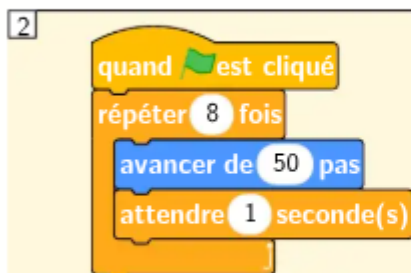 2
quand est cliqué
répéter 8 fois
avancer de 50 pas
attendre 1 seconde(s)